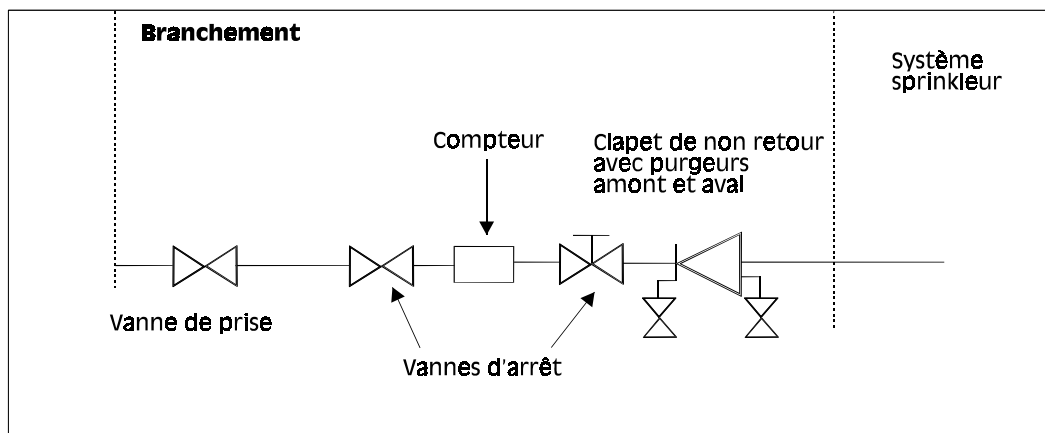 Branchement
Système
sprinkleur
Compteur
Clapet de non retour
avec purgeurs
amont et aval
Vanne de prise
Vannes d'arrêt